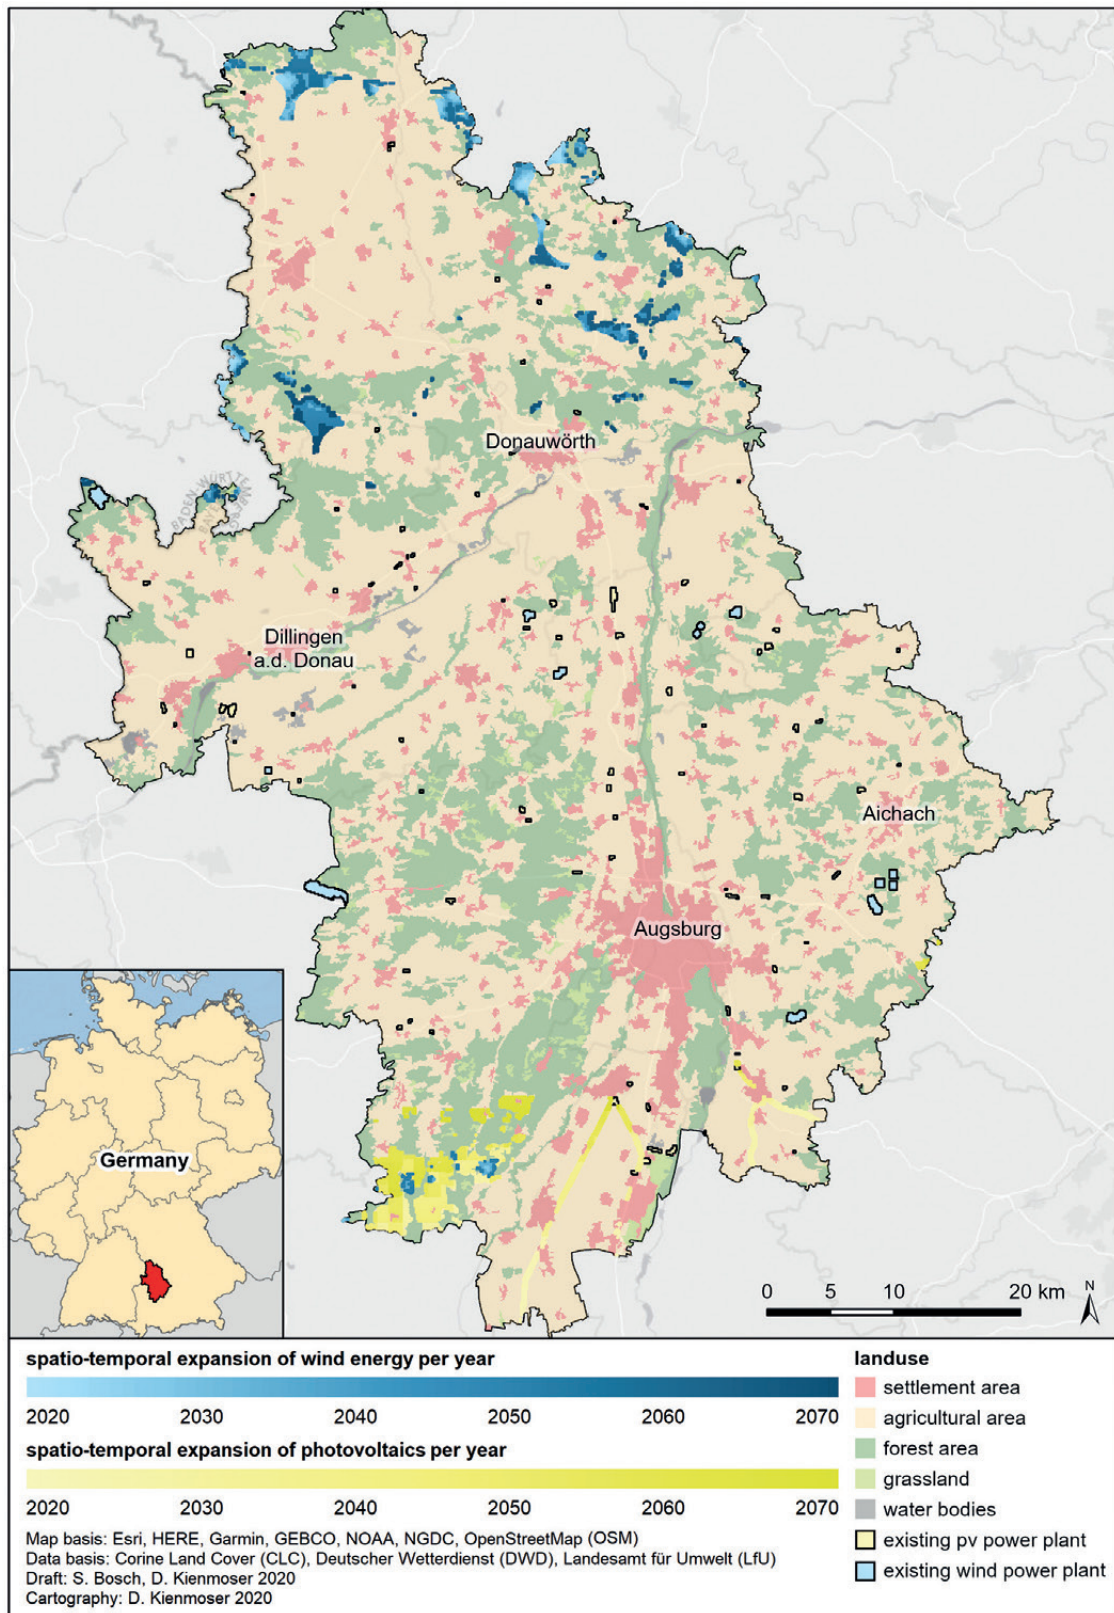 BADEN-WÜRTTEMBERG
BAYERN
Donauwörth
Dillingen
a.d. Donau
Aichach
Augsburg
Germany
0 5 10 20 km
N
spatio-temporal expansion of wind energy per year
2020 2030 2040 2050 2060 2070
spatio-temporal expansion of photovoltaics per year
2020 2030 2040 2050 2060 2070
Map basis: Esri, HERE, Garmin, GEBCO, NOAA, NGDC, OpenStreetMap (OSM)
Data basis: Corine Land Cover (CLC), Deutscher Wetterdienst (DWD), Landesamt für Umwelt (LfU)
Draft: S. Bosch, D. Kienmoser 2020
Cartography: D. Kienmoser 2020
landuse
settlement area
agricultural area
forest area
grassland
water bodies
existing pv power plant
existing wind power plant